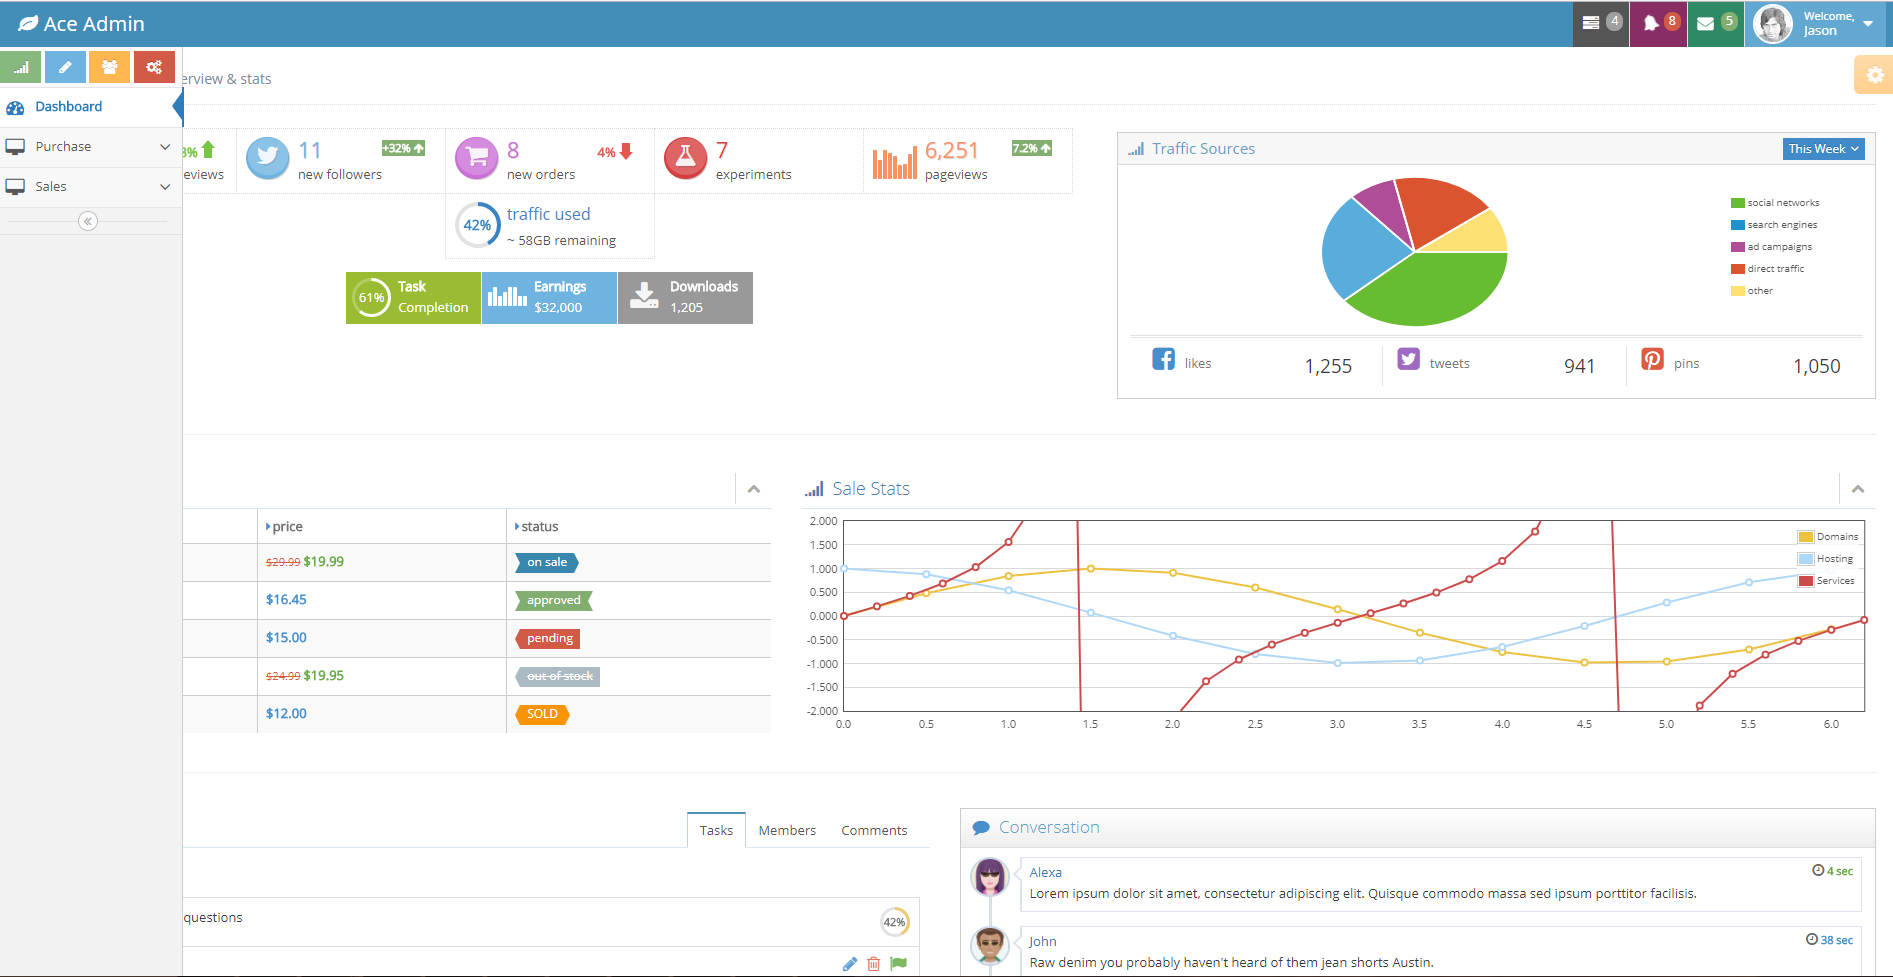 Ace Admin
4
8
5
Welcome,
Jason
erview & stats
Dashboard
Purchase
Sales
8%
eviews
11
new followers
+32%
8
new orders
4%
7
experiments
6,251
pageviews
7.2%
42%
traffic used
~ 58GB remaining
61%
Task
Completion
Earnings
$32,000
Downloads
1,205
Traffic Sources
This Week
social networks
search engines
ad campaigns
direct traffic
other
likes
1,255
tweets
941
pins
1,050
price
status
$29.99 $19.99
on sale
$16.45
approved
$15.00
pending
$24.99 $19.95
out of stock
$12.00
SOLD
Sale Stats
2.000
1.500
1.000
0.500
0.000
-0.500
-1.000
-1.500
-2.000
0.0 0.5 1.0 1.5 2.0 2.5 3.0 3.5 4.0 4.5 5.0 5.5 6.0
Domains
Hosting
Services
Tasks
Members
Comments
questions
42%
Conversation
Alexa
4 sec
Lorem ipsum dolor sit amet, consectetur adipiscing elit. Quisque commodo massa sed ipsum porttitor facilisis.
John
38 sec
Raw denim you probably haven't heard of them jean shorts Austin.